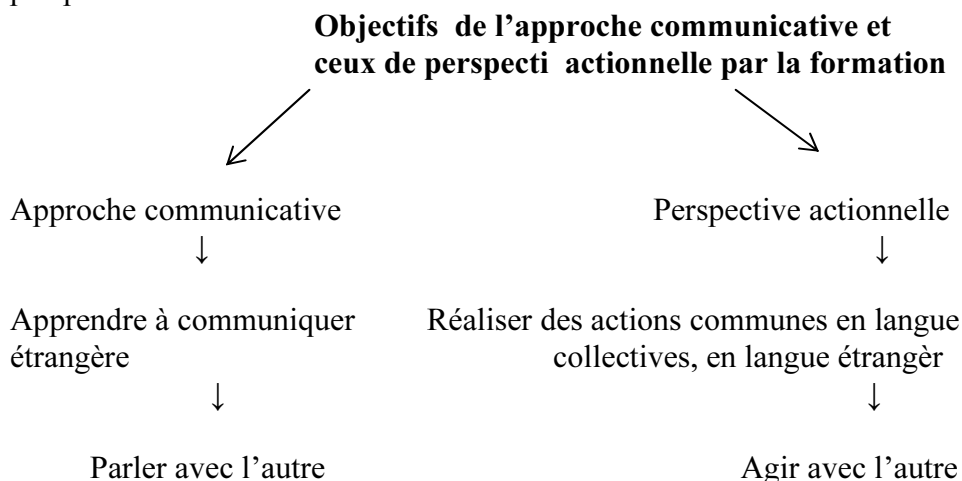 Objectifs de l’approche communicative et
ceux de perspecti actionnelle par la formation
Approche communicative Perspective actionnelle
↓ ↓
Apprendre à communiquer Réaliser des actions communes en langue
étrangère collectives, en langue étrangèr
↓ ↓
Parler avec l’autre Agir avec l’autre